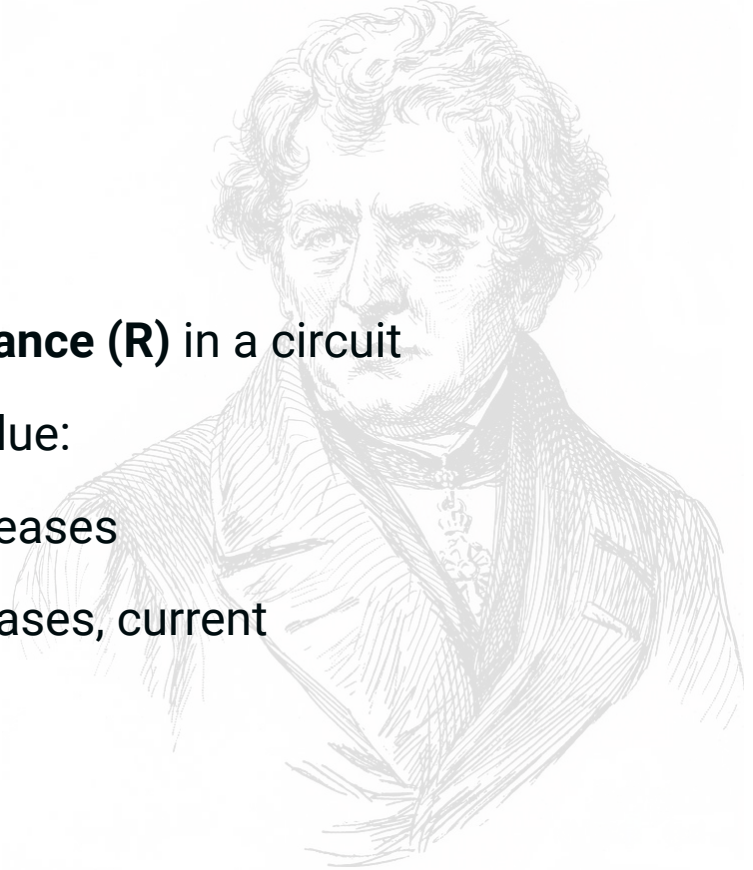 ance (R) in a circuit
lue:
eases
ases, current